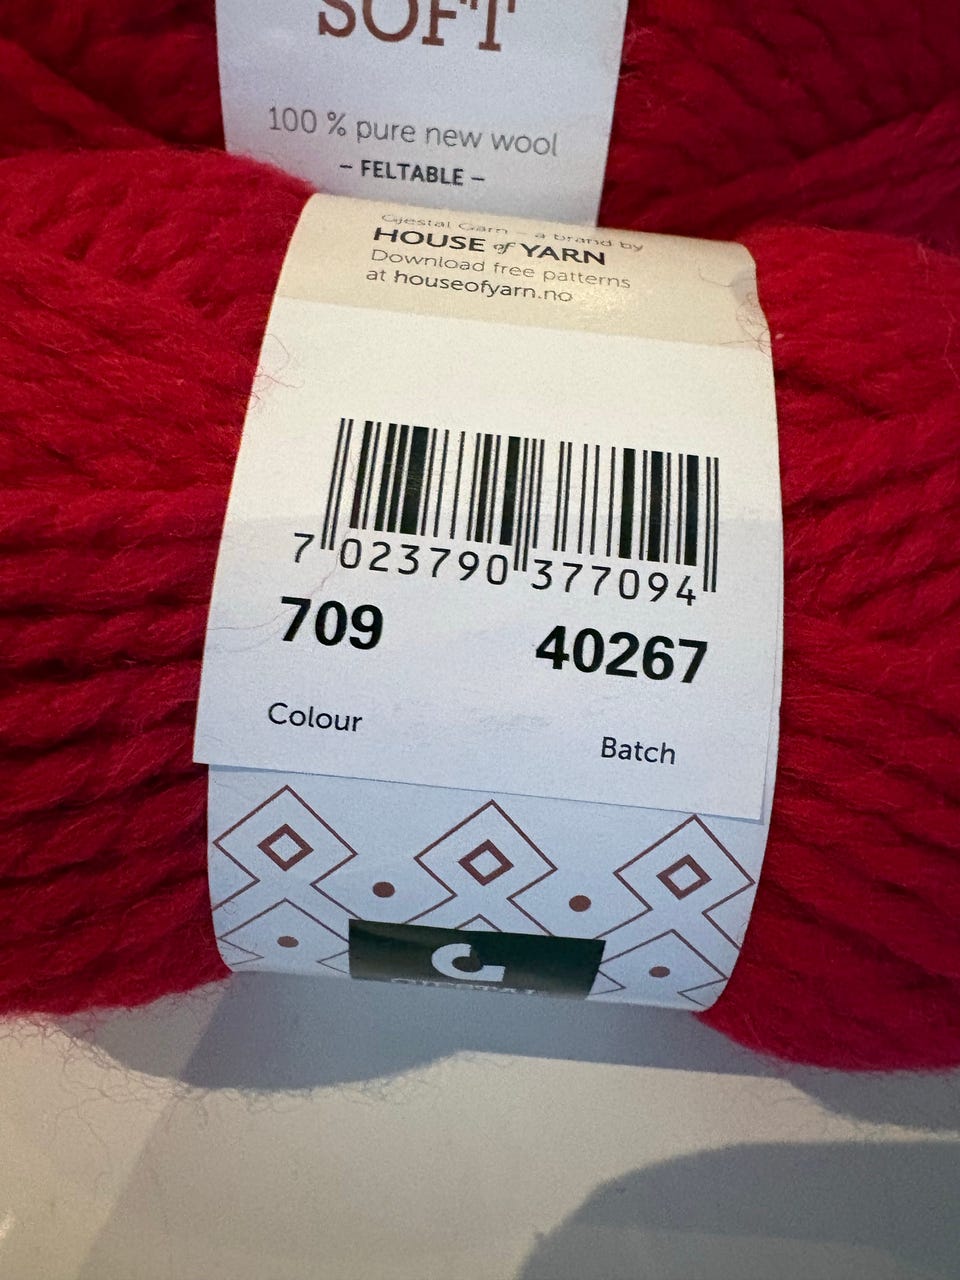 SOFT
100 % pure new wool
– FELTABLE –
Gjestal Garn – a brand by
HOUSE of YARN
Download free patterns
at houseofyarn.no
7 023790 377094
709
40267
Colour
Batch
GJESTAL